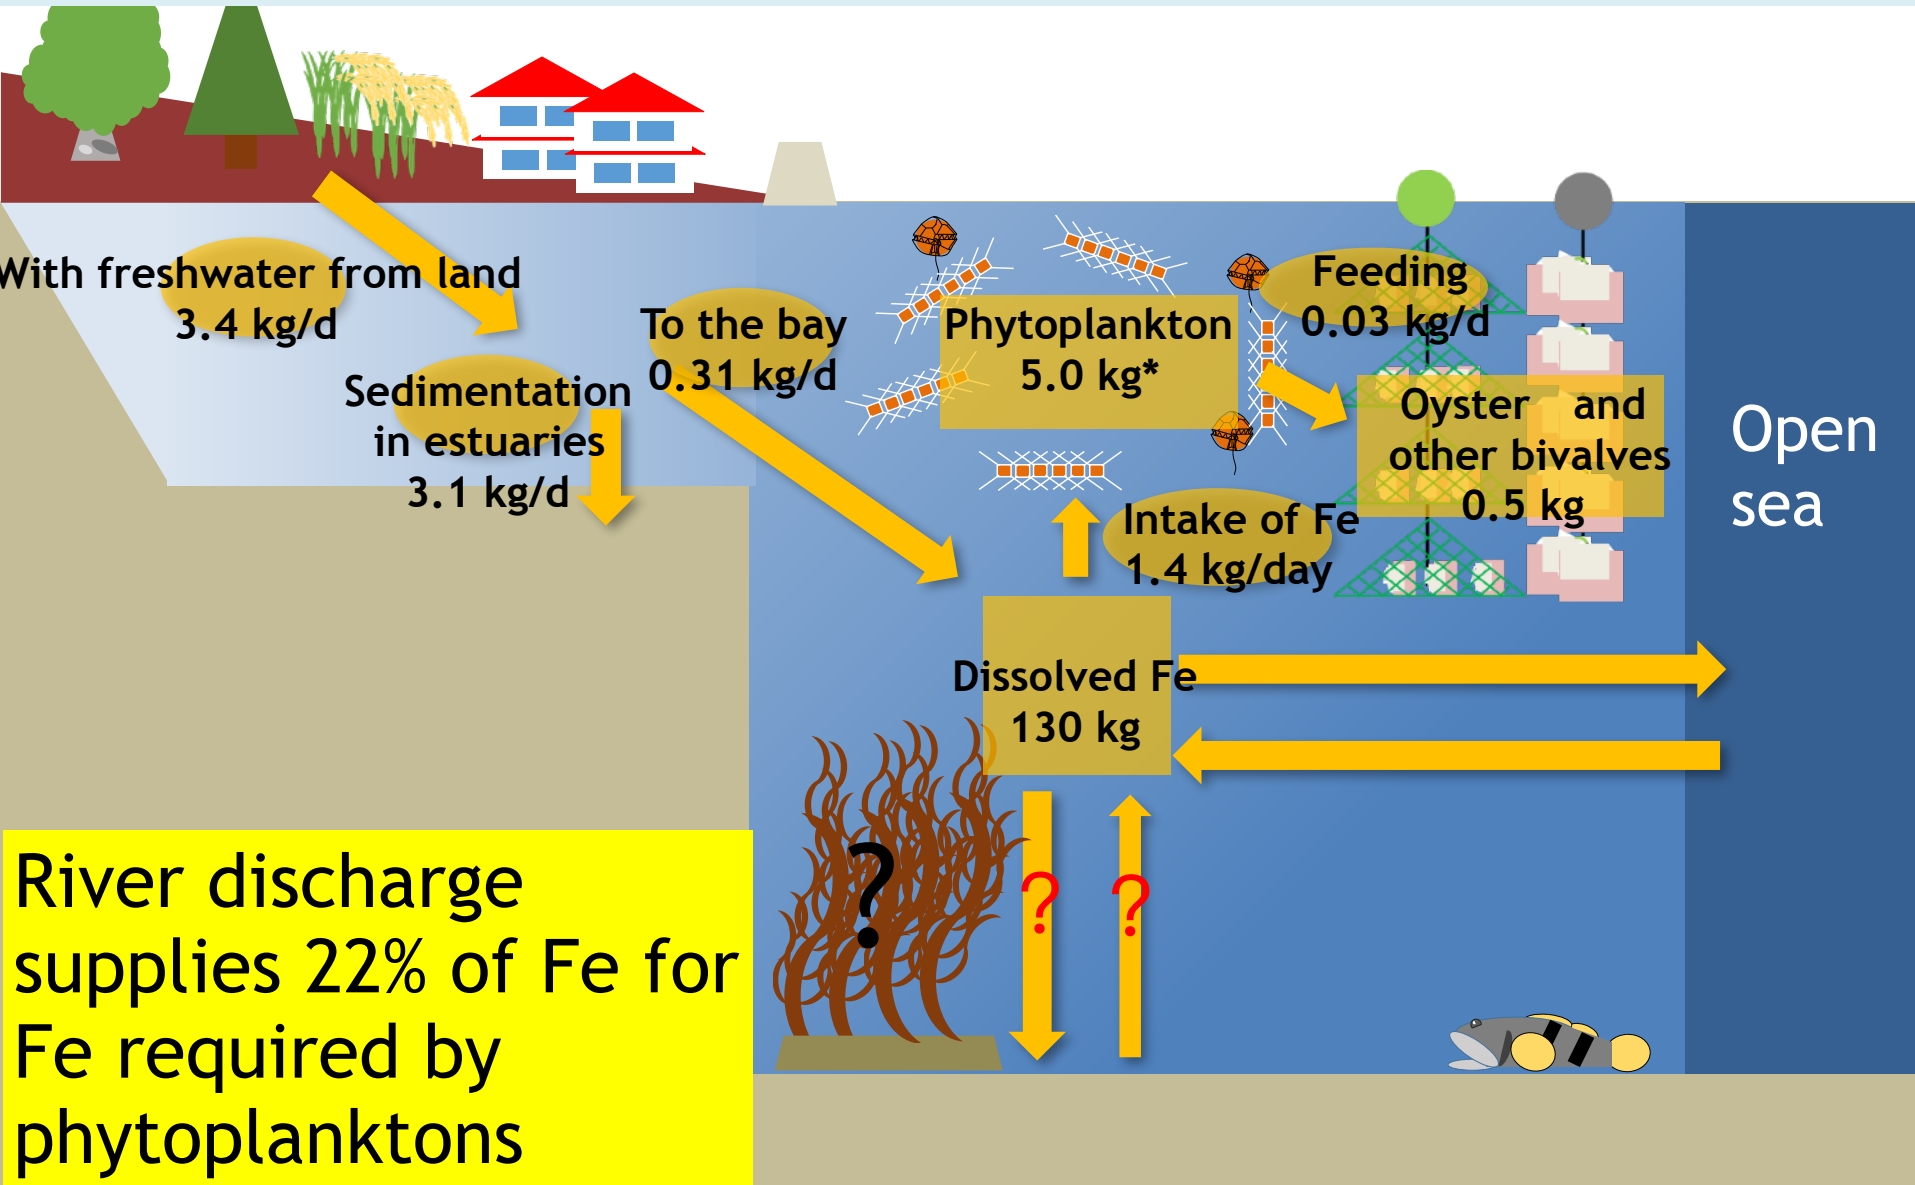 With freshwater from land
3.4 kg/d
Sedimentation
in estuaries
3.1 kg/d
To the bay
0.31 kg/d
Phytoplankton
5.0 kg*
Feeding
0.03 kg/d
Oyster and
other bivalves
0.5 kg
Open
sea
Intake of Fe
1.4 kg/day
Dissolved Fe
130 kg
?
?
?
River discharge
supplies 22% of Fe for
Fe required by
phytoplanktons